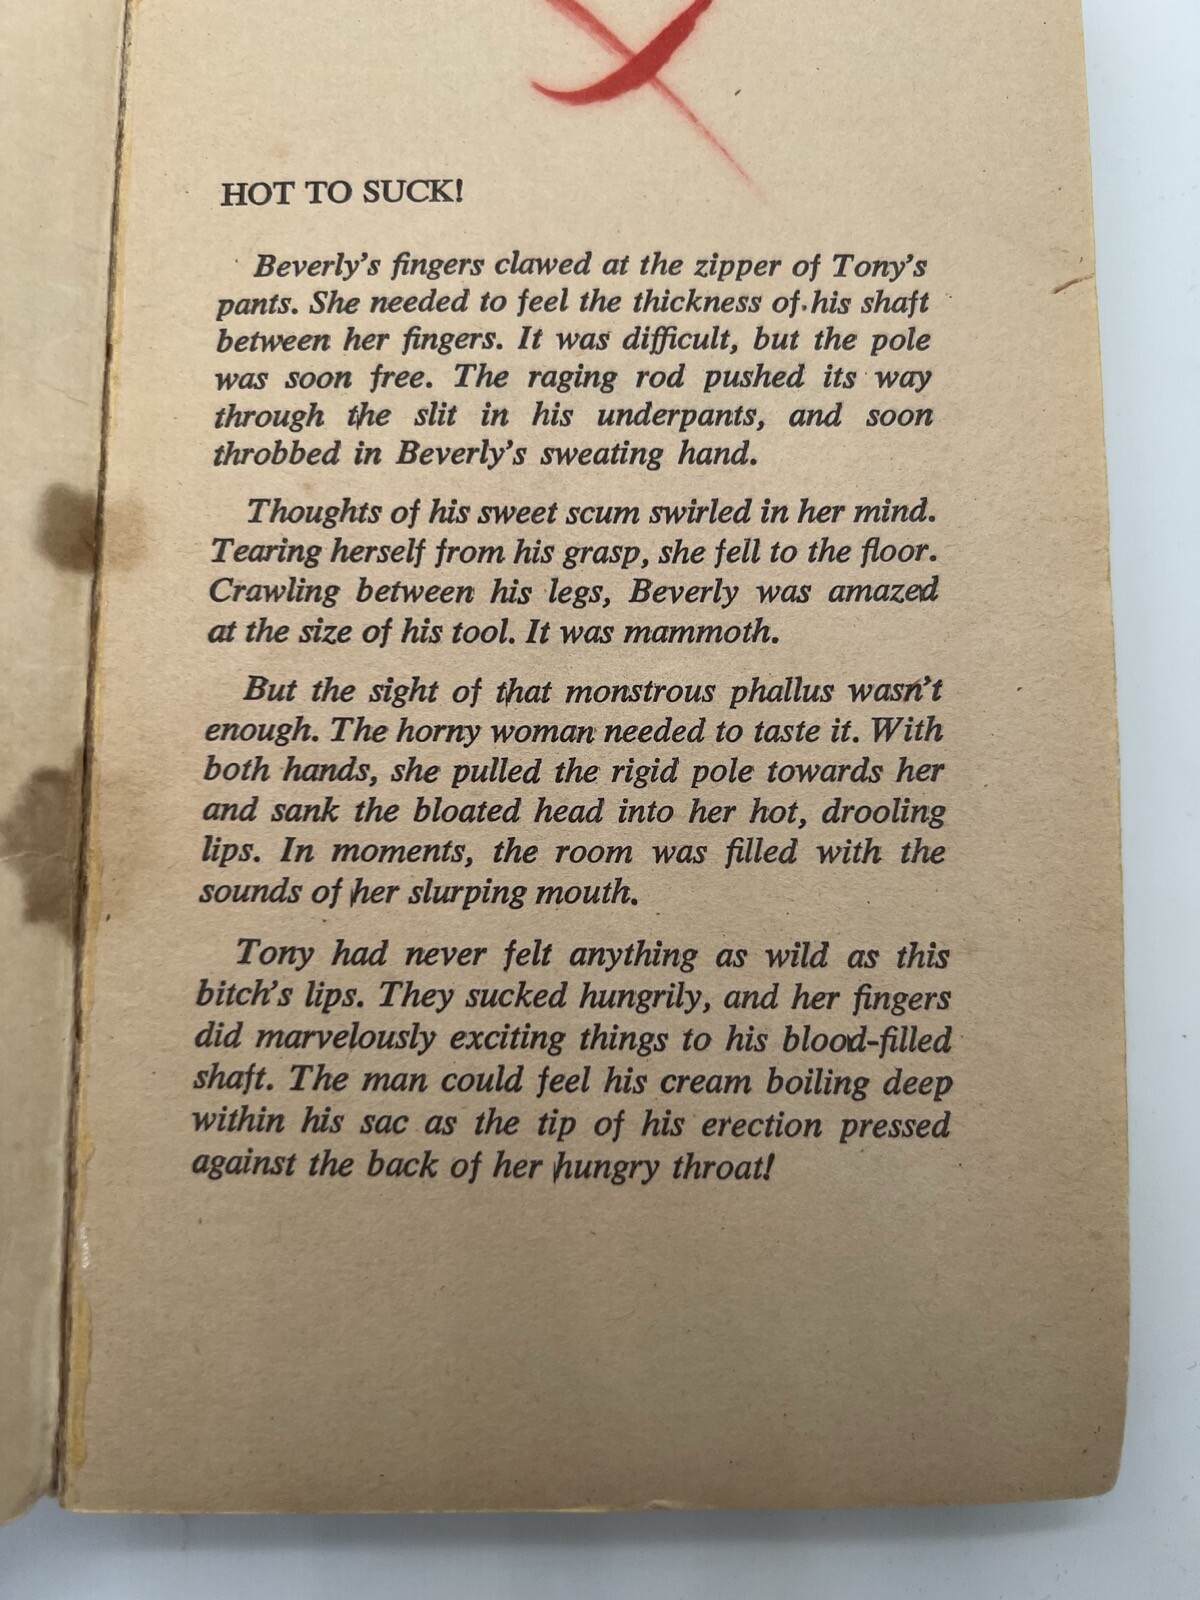 HOT TO SUCK!
Beverly's fingers clawed at the zipper of Tony's
pants. She needed to feel the thickness of his shaft
between her fingers. It was difficult, but the pole
was soon free. The raging rod pushed its way
through the slit in his underpants, and soon
throbbed in Beverly's sweating hand.
Thoughts of his sweet scum swirled in her mind.
Tearing herself from his grasp, she fell to the floor.
Crawling between his legs, Beverly was amazed
at the size of his tool. It was mammoth.
But the sight of that monstrous phallus wasn't
enough. The horny woman needed to taste it. With
both hands, she pulled the rigid pole towards her
and sank the bloated head into her hot, drooling
lips. In moments, the room was filled with the
sounds of her slurping mouth.
Tony had never felt anything as wild as this
bitch's lips. They sucked hungrily, and her fingers
did marvelously exciting things to his blood-filled
shaft. The man could feel his cream boiling deep
within his sac as the tip of his erection pressed
against the back of her hungry throat!